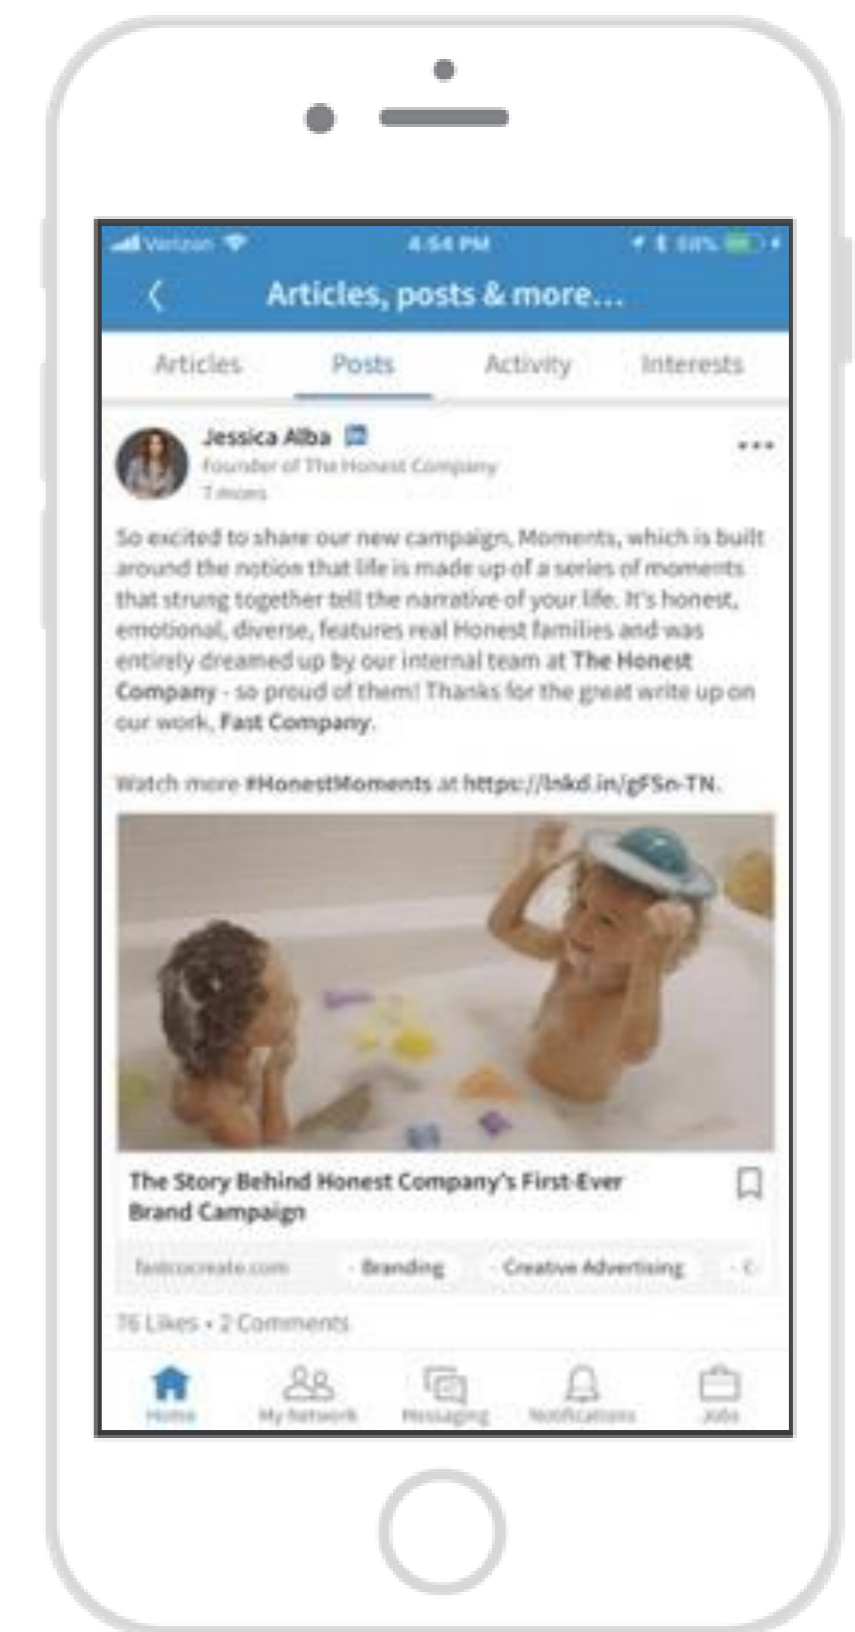 Verizon 4:54 PM 68%
Articles, posts & more...
Articles Posts Activity Interests
Jessica Alba in
Founder of The Honest Company
7 mons
So excited to share our new campaign, Moments, which is built
around the notion that life is made up of a series of moments
that strung together tell the narrative of your life. It's honest,
emotional, diverse, features real Honest families and was
entirely dreamed up by our internal team at The Honest
Company - so proud of them! Thanks for the great write up on
our work, Fast Company.
Watch more #HonestMoments at https://lnkd.in/gFSn-TN.
The Story Behind Honest Company's First-Ever
Brand Campaign
fastcocreate.com · Branding · Creative Advertising · C
76 Likes • 2 Comments
Home My Network Messaging Notifications Jobs